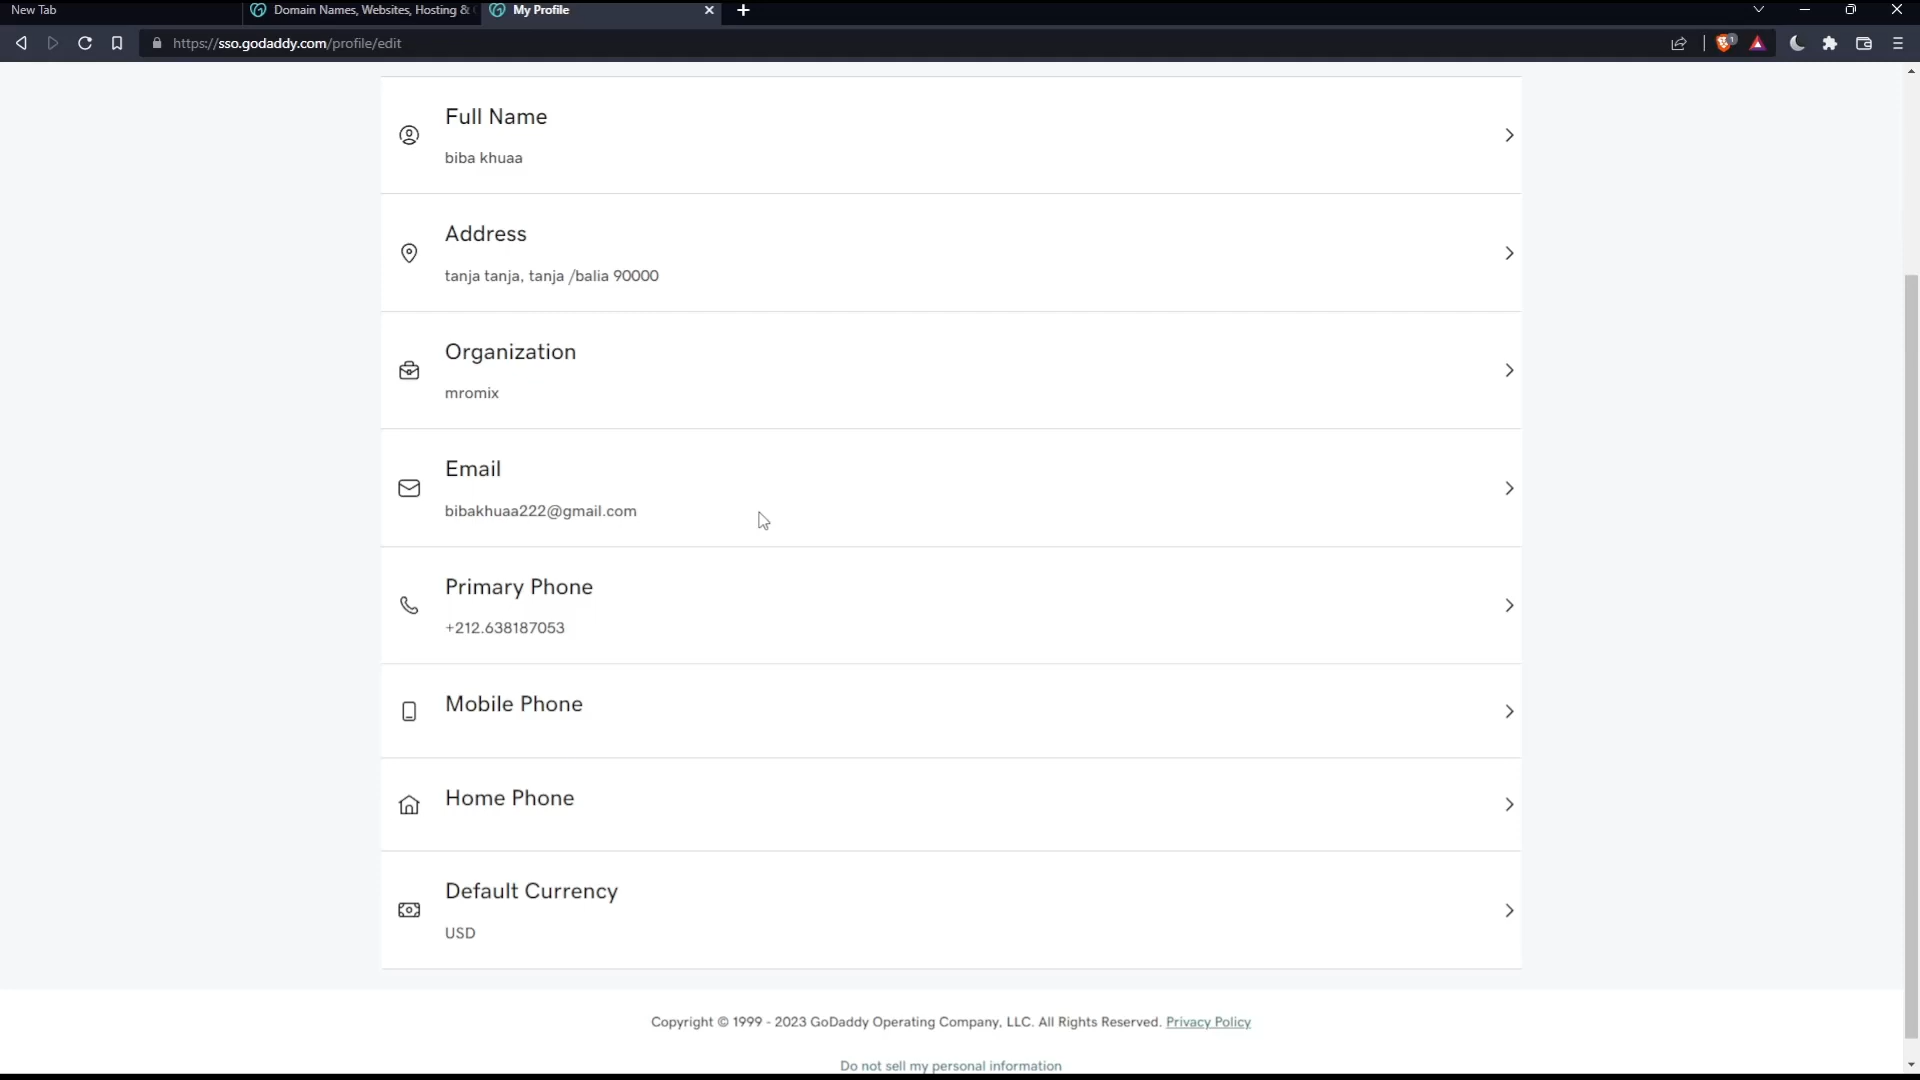 New Tab
Domain Names, Websites, Hosting &
My Profile
https://sso.godaddy.com/profile/edit
1
Full Name
biba khuaa
Address
tanja tanja, tanja /balia 90000
Organization
mromix
Email
bibakhuaa222@gmail.com
Primary Phone
+212.638187053
Mobile Phone
Home Phone
Default Currency
USD
Copyright © 1999 - 2023 GoDaddy Operating Company, LLC. All Rights Reserved. Privacy Policy
Do not sell my personal information